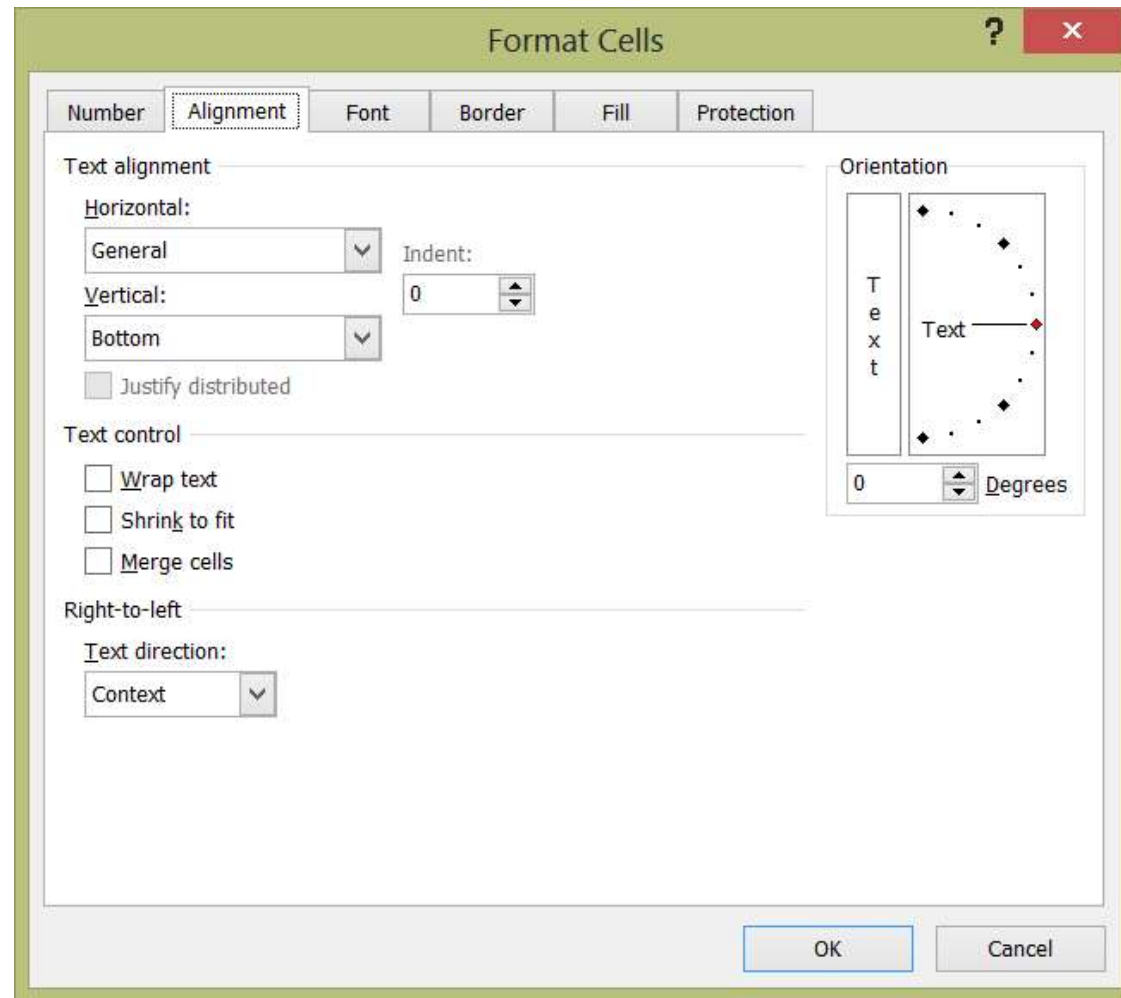 Format Cells ?
Number Alignment Font Border Fill Protection
Text alignment
Horizontal:
General
Indent:
0
Vertical:
Bottom
Justify distributed
Text control
Wrap text
Shrink to fit
Merge cells
Right-to-left
Text direction:
Context
Orientation
T
e
x
t
Text
0 Degrees
OK Cancel